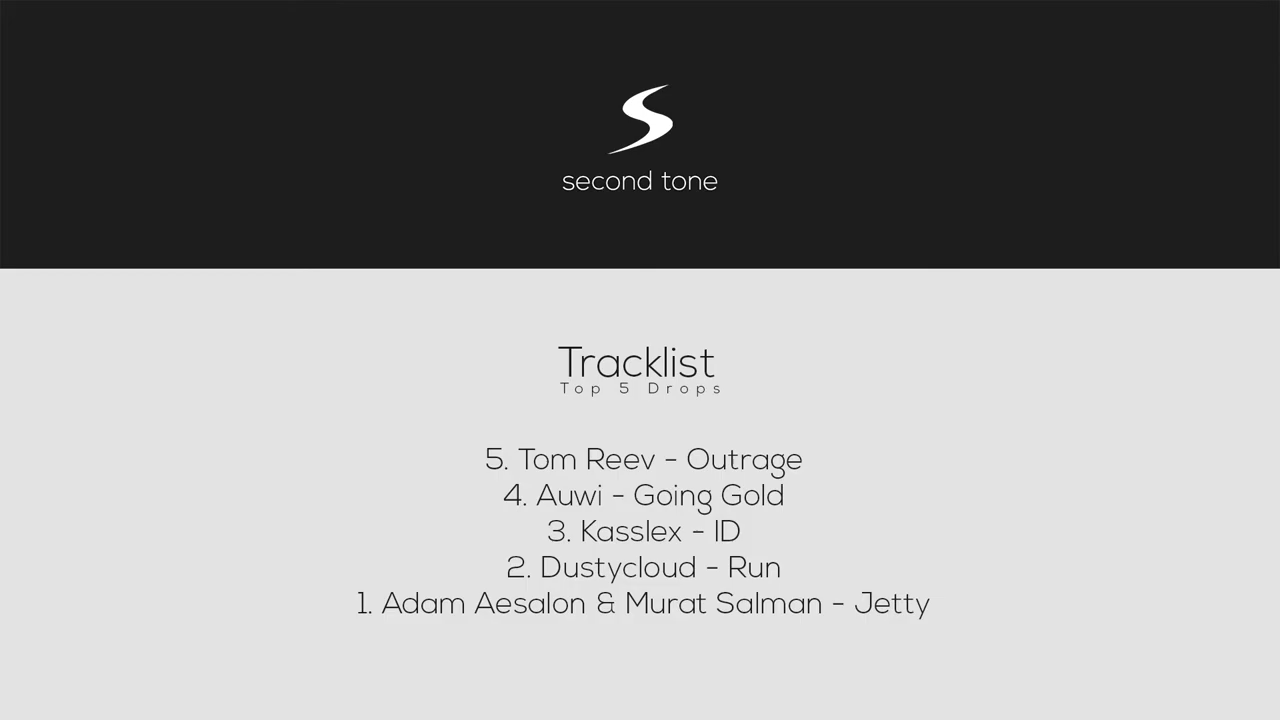 second tone
Tracklist
Top 5 Drops
5. Tom Reev - Outrage
4. Auwi - Going Gold
3. Kasslex - ID
2. Dustycloud - Run
1. Adam Aesalon & Murat Salman - Jetty